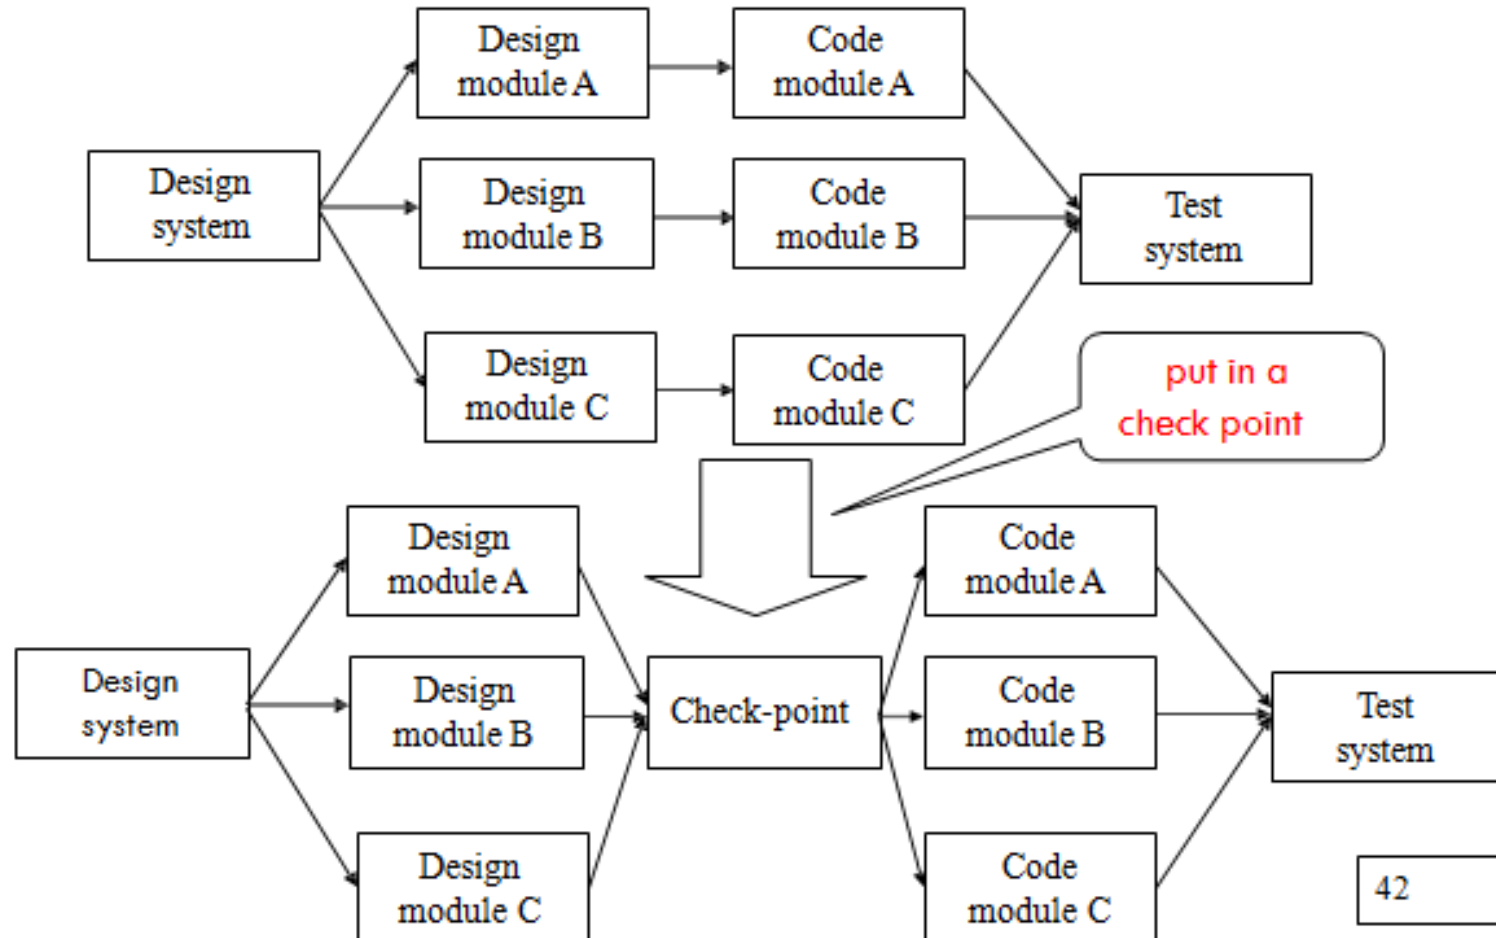 Design
module A
Code
module A
Design
system
Design
module B
Code
module B
Test
system
Design
module C
Code
module C
put in a
check point
Design
module A
Code
module A
Design
system
Design
module B
Check-point
Code
module B
Test
system
Design
module C
Code
module C
42